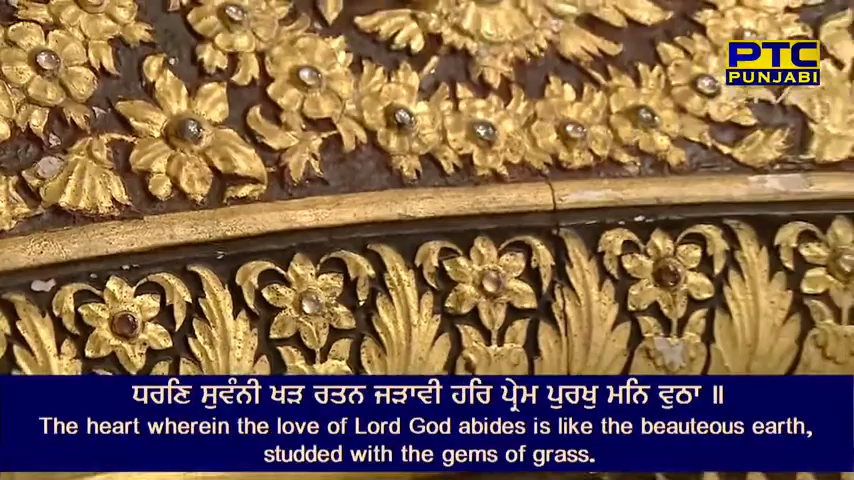 PTC
PUNJABI
ਧਰਣਿ ਸੁਵੰਨੀ ਖੜ ਰਤਨ ਜੜਾਵੀ ਹਰਿ ਪ੍ਰੇਮ ਪੁਰਖੁ ਮਨਿ ਵੁਠਾ ॥
The heart wherein the love of Lord God abides is like the beauteous earth,
studded with the gems of grass.